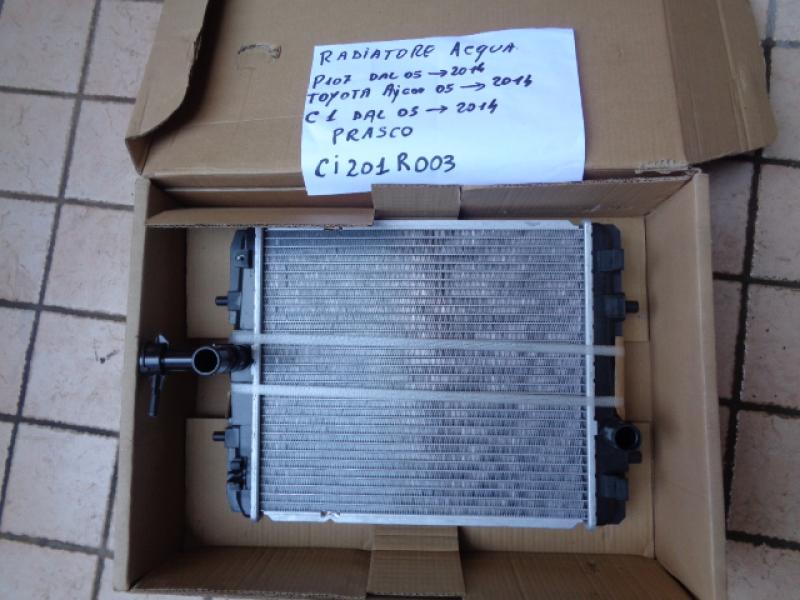 RADIATORE ACQUA
P107 DAL 05 → 2014
TOYOTA Aygo 05 → 2014
C1 DAL 05 → 2014
PRASCO
Ci201R003